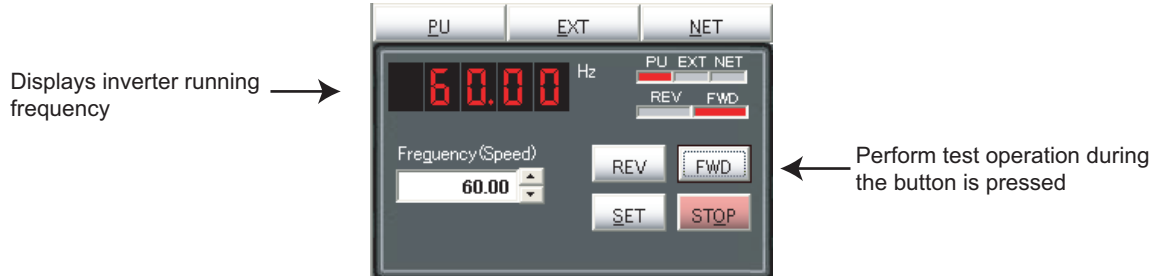 PU EXT NET
Displays inverter running
frequency
60.00 Hz
PU EXT NET
REV FWD
Frequency(Speed)
60.00
REV FWD
SET STOP
Perform test operation during
the button is pressed